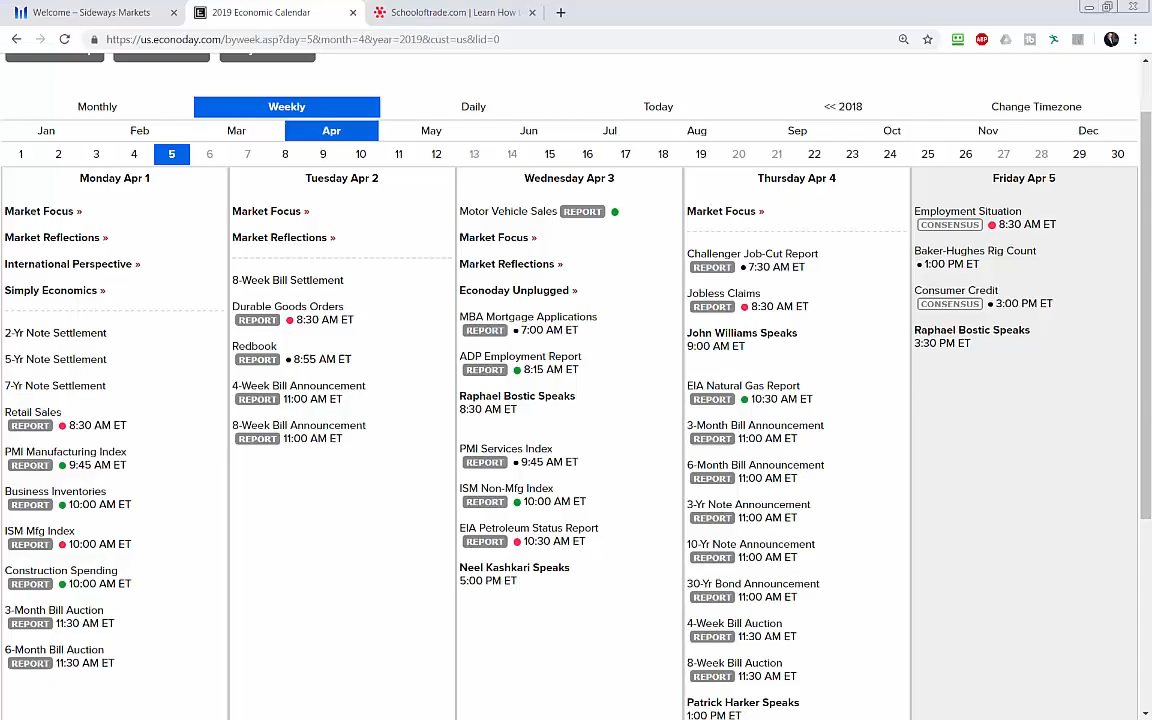 Welcome – Sideways Markets
2019 Economic Calendar
Schooloftrade.com | Learn How t
https://us.econoday.com/byweek.asp?day=5&month=4&year=2019&cust=us&lid=0
ABP
Monthly Weekly Daily Today << 2018 Change Timezone
Jan Feb Mar Apr May Jun Jul Aug Sep Oct Nov Dec
1 2 3 4 5 6 7 8 9 10 11 12 13 14 15 16 17 18 19 20 21 22 23 24 25 26 27 28 29 30
Monday Apr 1
Market Focus »
Market Reflections »
International Perspective »
Simply Economics »
2-Yr Note Settlement
5-Yr Note Settlement
7-Yr Note Settlement
Retail Sales
REPORT 8:30 AM ET
PMI Manufacturing Index
REPORT 9:45 AM ET
Business Inventories
REPORT 10:00 AM ET
ISM Mfg Index
REPORT 10:00 AM ET
Construction Spending
REPORT 10:00 AM ET
3-Month Bill Auction
REPORT 11:30 AM ET
6-Month Bill Auction
REPORT 11:30 AM ET
Tuesday Apr 2
Market Focus »
Market Reflections »
8-Week Bill Settlement
Durable Goods Orders
REPORT 8:30 AM ET
Redbook
REPORT 8:55 AM ET
4-Week Bill Announcement
REPORT 11:00 AM ET
8-Week Bill Announcement
REPORT 11:00 AM ET
Wednesday Apr 3
Motor Vehicle Sales REPORT
Market Focus »
Market Reflections »
Econoday Unplugged »
MBA Mortgage Applications
REPORT 7:00 AM ET
ADP Employment Report
REPORT 8:15 AM ET
Raphael Bostic Speaks
8:30 AM ET
PMI Services Index
REPORT 9:45 AM ET
ISM Non-Mfg Index
REPORT 10:00 AM ET
EIA Petroleum Status Report
REPORT 10:30 AM ET
Neel Kashkari Speaks
5:00 PM ET
Thursday Apr 4
Market Focus »
Challenger Job-Cut Report
REPORT 7:30 AM ET
Jobless Claims
REPORT 8:30 AM ET
John Williams Speaks
9:00 AM ET
EIA Natural Gas Report
REPORT 10:30 AM ET
3-Month Bill Announcement
REPORT 11:00 AM ET
6-Month Bill Announcement
REPORT 11:00 AM ET
3-Yr Note Announcement
REPORT 11:00 AM ET
10-Yr Note Announcement
REPORT 11:00 AM ET
30-Yr Bond Announcement
REPORT 11:00 AM ET
4-Week Bill Auction
REPORT 11:30 AM ET
8-Week Bill Auction
REPORT 11:30 AM ET
Patrick Harker Speaks
1:00 PM ET
Friday Apr 5
Employment Situation
CONSENSUS 8:30 AM ET
Baker-Hughes Rig Count
1:00 PM ET
Consumer Credit
CONSENSUS 3:00 PM ET
Raphael Bostic Speaks
3:30 PM ET